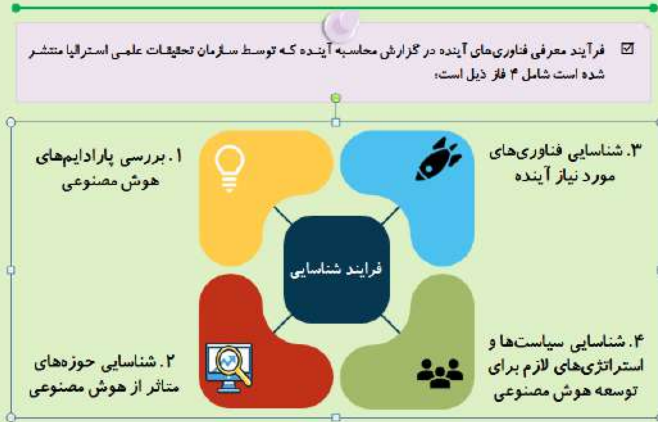 فرآیند معرفی فناوری‌های آینده در گزارش محاسبه آینده که توسط سازمان تحقیقات علمی استرالیا منتشر
شده است شامل ۴ فاز ذیل است:
۱. بررسی پارادایم‌های
هوش مصنوعی
۳. شناسایی فناوری‌های
مورد نیاز آینده
فرایند شناسایی
۲. شناسایی حوزه‌های
متاثر از هوش مصنوعی
۴. شناسایی سیاست‌ها و
استراتژی‌های لازم برای
توسعه هوش مصنوعی